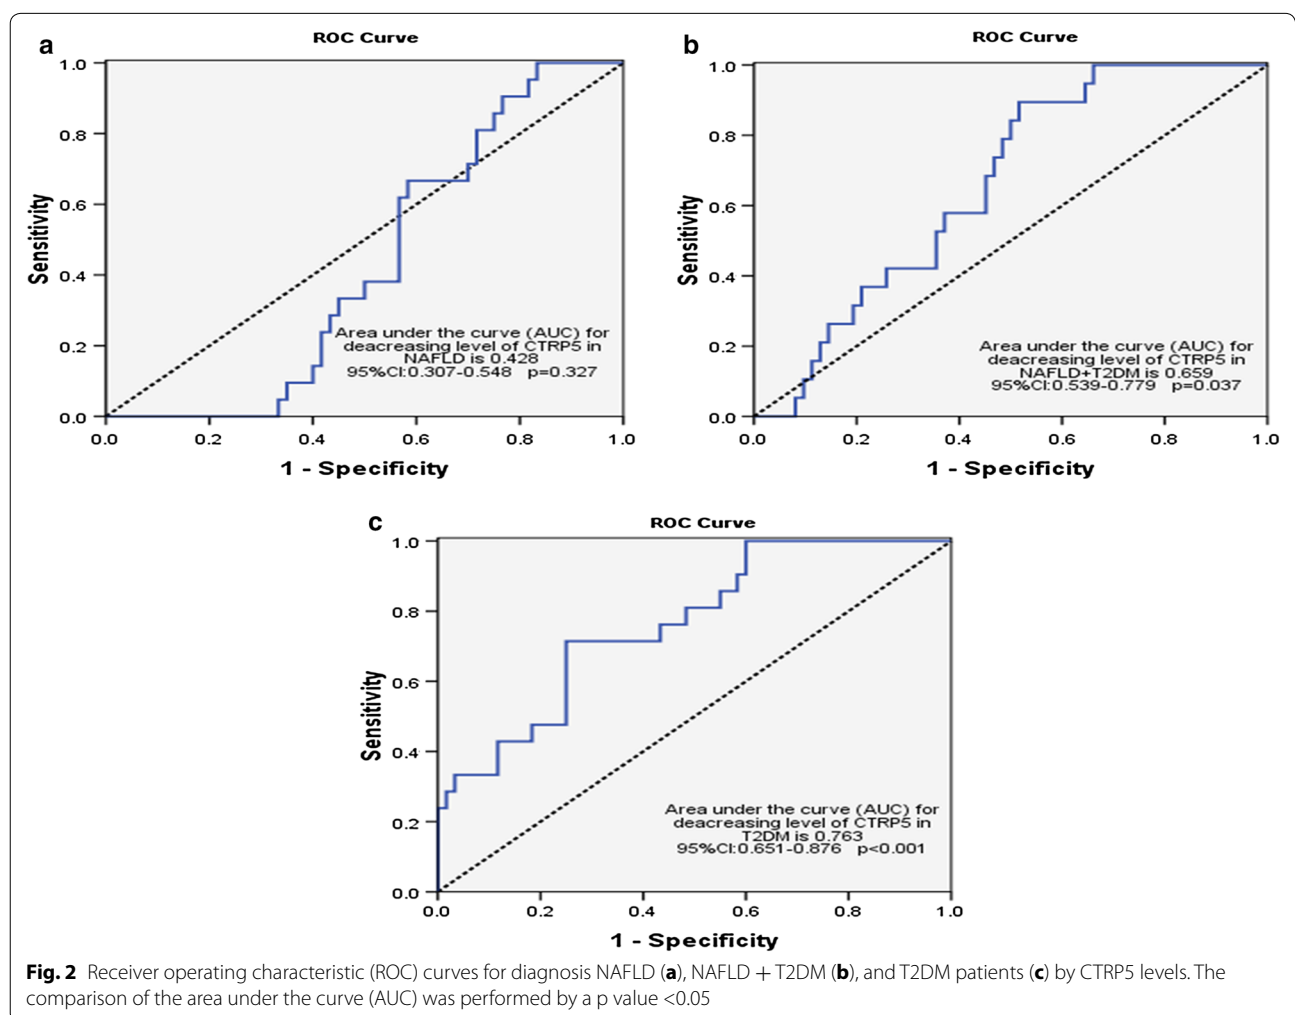 a
ROC Curve
1.0
0.8
0.6
0.4
0.2
0.0
Sensitivity
Area under the curve (AUC) for
deacreasing level of CTRP5 in
NAFLD is 0.428
95%CI:0.307-0.548 p=0.327
0.0 0.2 0.4 0.6 0.8 1.0
1 - Specificity
b
ROC Curve
1.0
0.8
0.6
0.4
0.2
0.0
Sensitivity
Area under the curve (AUC) for
deacreasing level of CTRP5 in
NAFLD+T2DM is 0.659
95%CI:0.539-0.779 p=0.037
0.0 0.2 0.4 0.6 0.8 1.0
1 - Specificity
c
ROC Curve
1.0
0.8
0.6
0.4
0.2
0.0
Sensitivity
Area under the curve (AUC) for
deacreasing level of CTRP5 in
T2DM is 0.763
95%CI:0.651-0.876 p<0.001
0.0 0.2 0.4 0.6 0.8 1.0
1 - Specificity
Fig. 2 Receiver operating characteristic (ROC) curves for diagnosis NAFLD (a), NAFLD + T2DM (b), and T2DM patients (c) by CTRP5 levels. The
comparison of the area under the curve (AUC) was performed by a p value <0.05